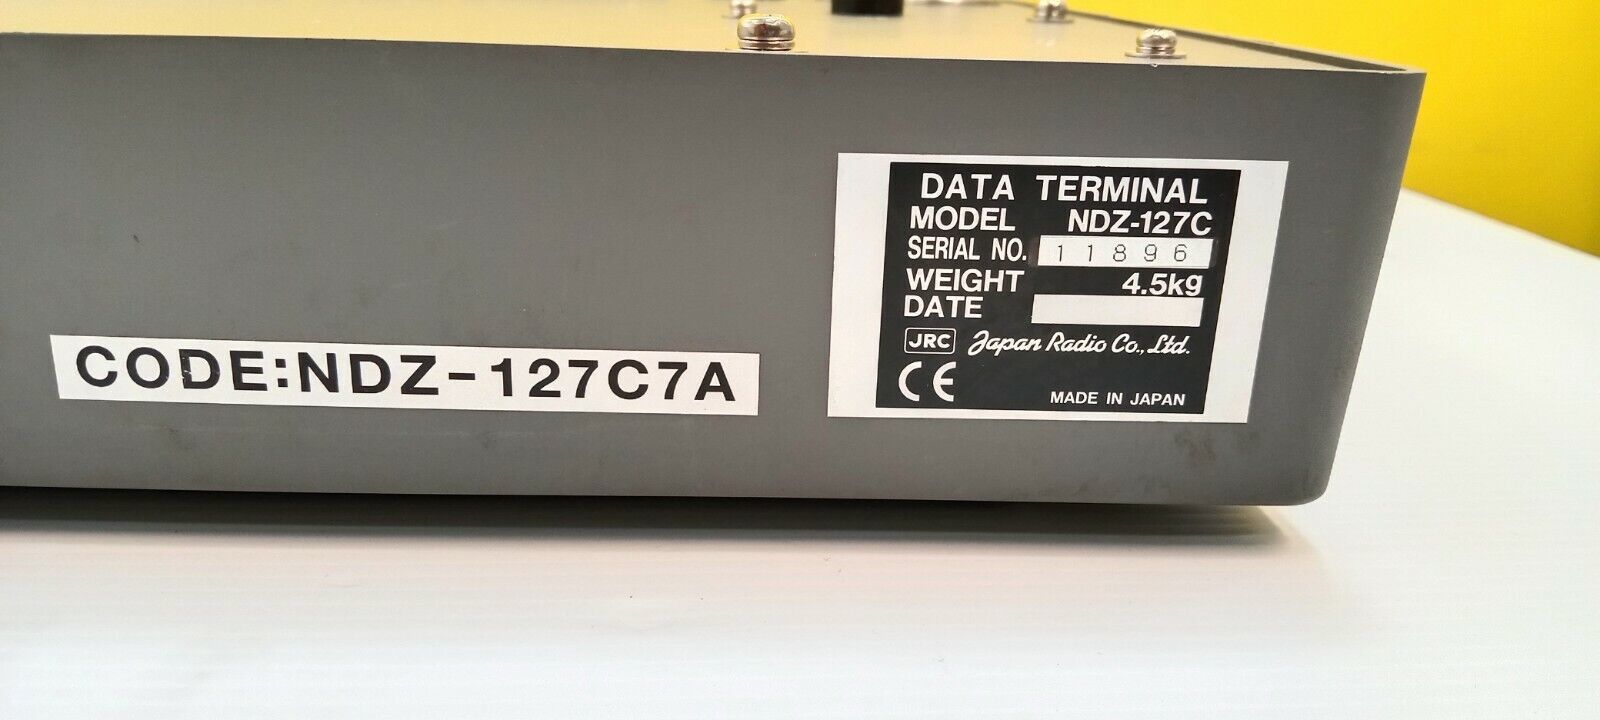 DATA TERMINAL
MODEL NDZ-127C
SERIAL NO. 11896
WEIGHT 4.5kg
DATE
JRC Japan Radio Co., Ltd.
CE MADE IN JAPAN
CODE:NDZ-127C7A